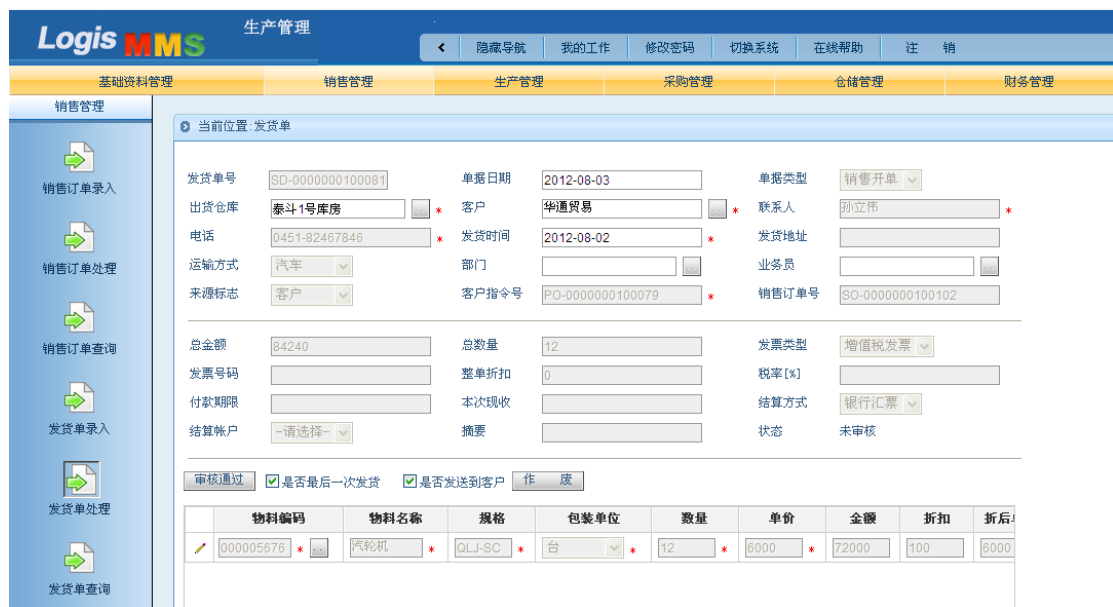 Logis MMS 生产管理
隐藏导航 我的工作 修改密码 切换系统 在线帮助 注 销
基础资料管理 销售管理 生产管理 采购管理 仓储管理 财务管理
销售管理
当前位置:发货单
销售订单录入
销售订单处理
销售订单查询
发货单录入
发货单处理
发货单查询
发货单号 SD-0000000100081 单据日期 2012-08-03 单据类型 销售开单
出货仓库 泰斗1号库房 ... * 客户 华通贸易 ... * 联系人 孙立伟 *
电话 0451-82467846 * 发货时间 2012-08-02 * 发货地址
运输方式 汽车 部门 ... 业务员 ...
来源标志 客户 客户指令号 PO-0000000100079 * 销售订单号 SO-0000000100102
总金额 84240 总数量 12 发票类型 增值税发票
发票号码 整单折扣 0 税率[%]
付款期限 本次现收 结算方式 银行汇票
结算帐户 -请选择- 摘要 状态 未审核
审核通过 是否最后一次发货 是否发送到客户 作 废
物料编码 物料名称 规格 包装单位 数量 单价 金额 折扣 折后
000005676 * ... 汽轮机 * QLJ-SC * 台 * 12 * 6000 * 72000 100 6000